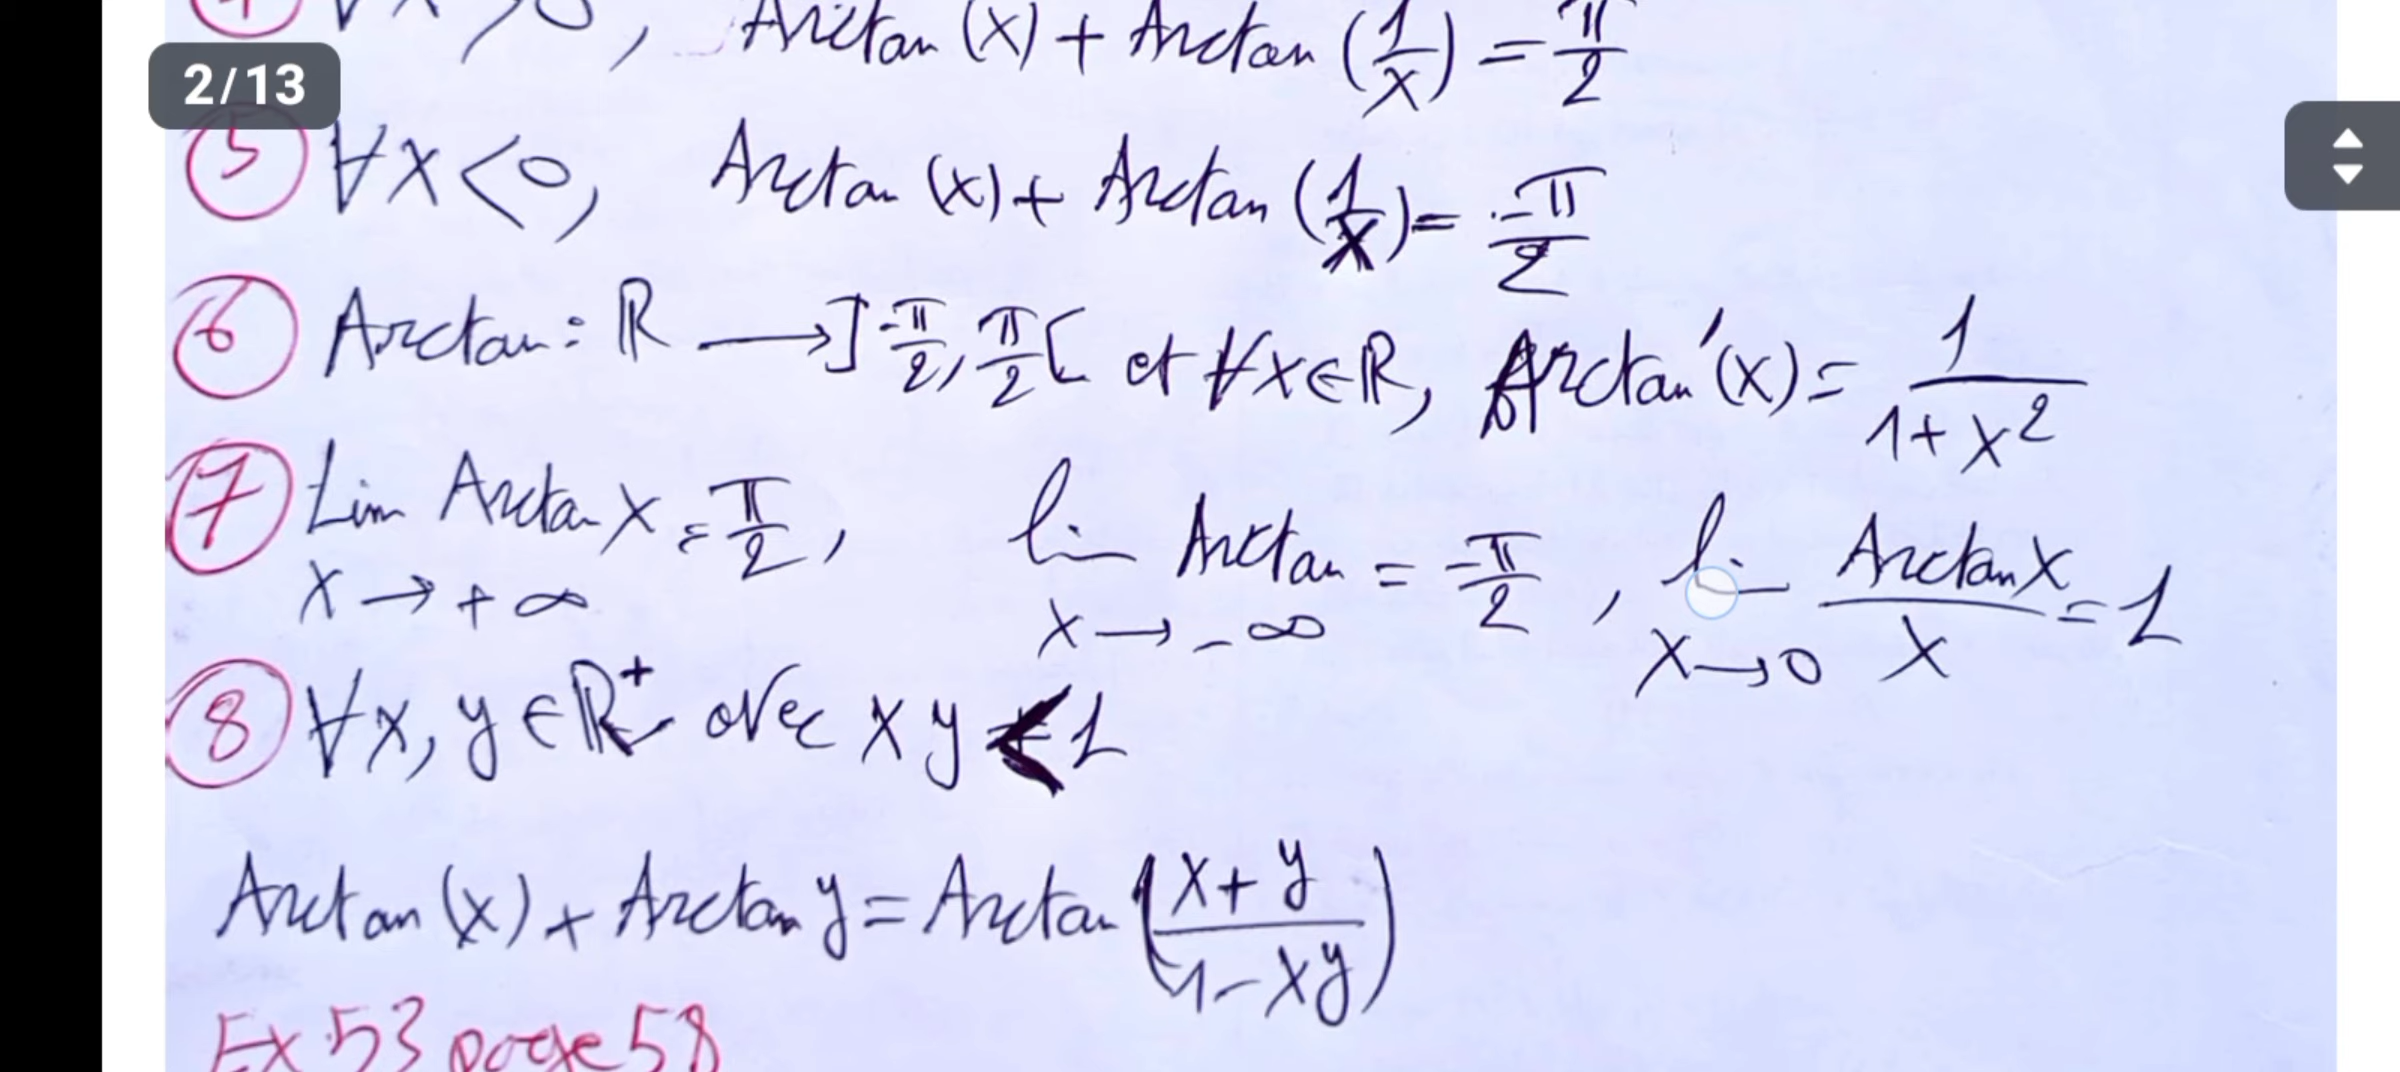 ④ ∀x>0, Arctan (x) + Arctan (1/x) = π/2
2/13
⑤ ∀x<0, Arctan (x) + Arctan (1/x) = -π/2
⑥ Arctan : ℝ ⟶ ]-π/2, π/2[ et ∀x∈ℝ, Arctan'(x) = 1/(1+x²)
⑦ Lim x→+∞ Arctan x = π/2, lim x→-∞ Arctan = -π/2, lim x→0 Arctan x / x = 1
⑧ ∀x, y ∈ ℝ⁺ avec xy < 1
Arctan (x) + Arctan y = Arctan ((x+y)/(1-xy))
Ex 53 page 58